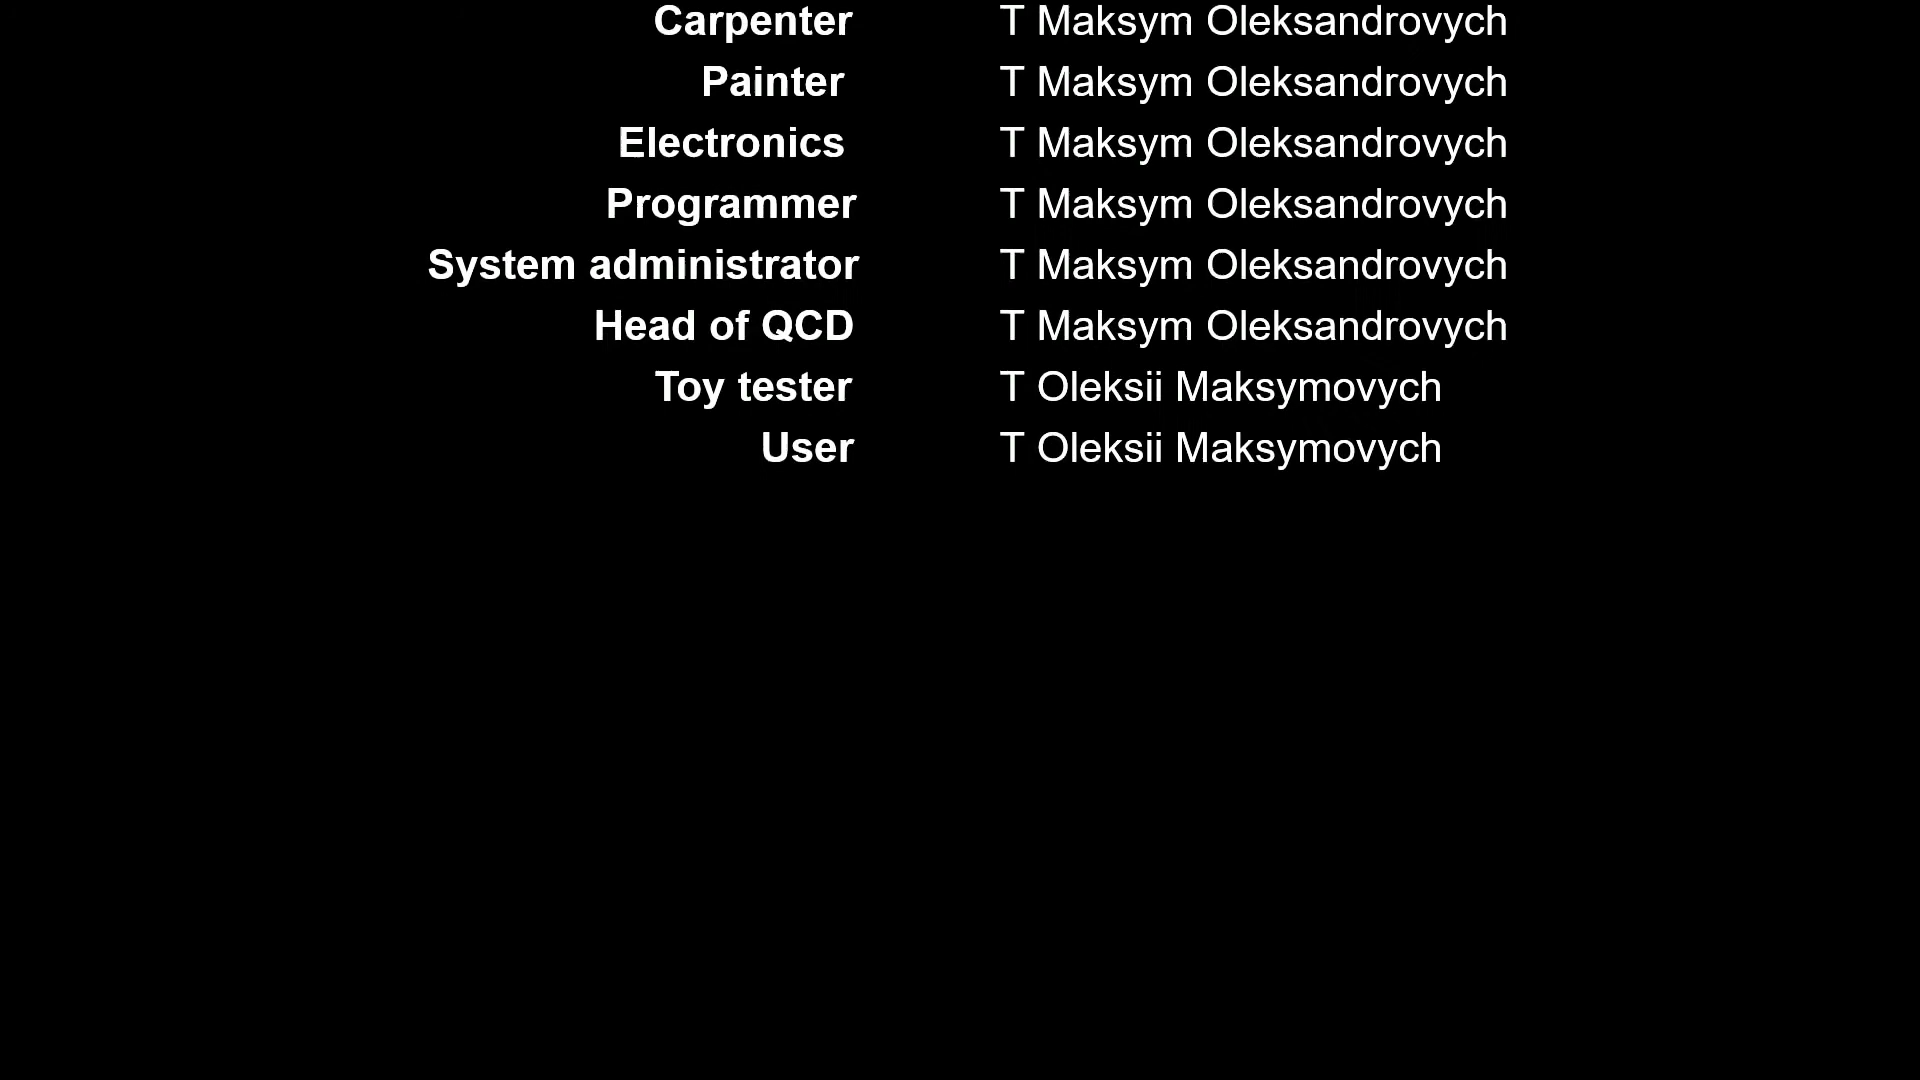 Carpenter T Maksym Oleksandrovych
Painter T Maksym Oleksandrovych
Electronics T Maksym Oleksandrovych
Programmer T Maksym Oleksandrovych
System administrator T Maksym Oleksandrovych
Head of QCD T Maksym Oleksandrovych
Toy tester T Oleksii Maksymovych
User T Oleksii Maksymovych